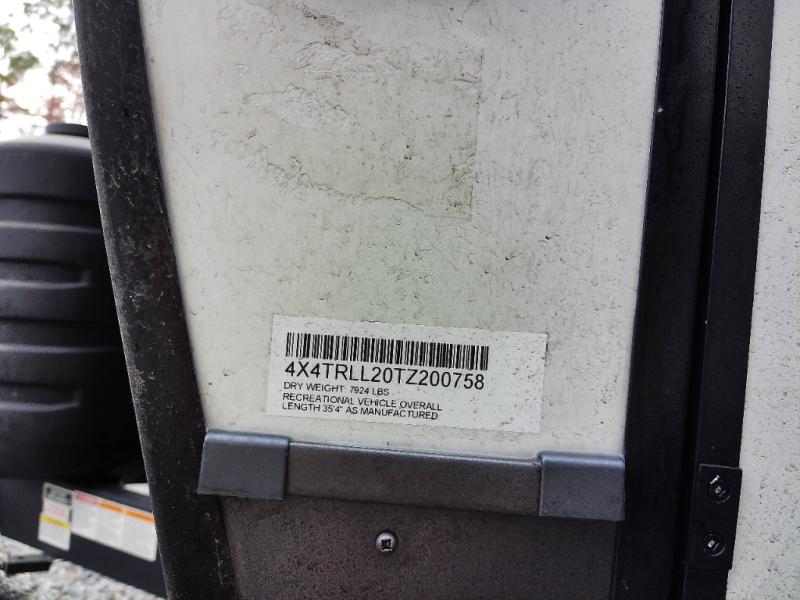 4X4TRLL20TZ200758
DRY WEIGHT: 7924 LBS
RECREATIONAL VEHICLE OVERALL
LENGTH 35'4" AS MANUFACTURED